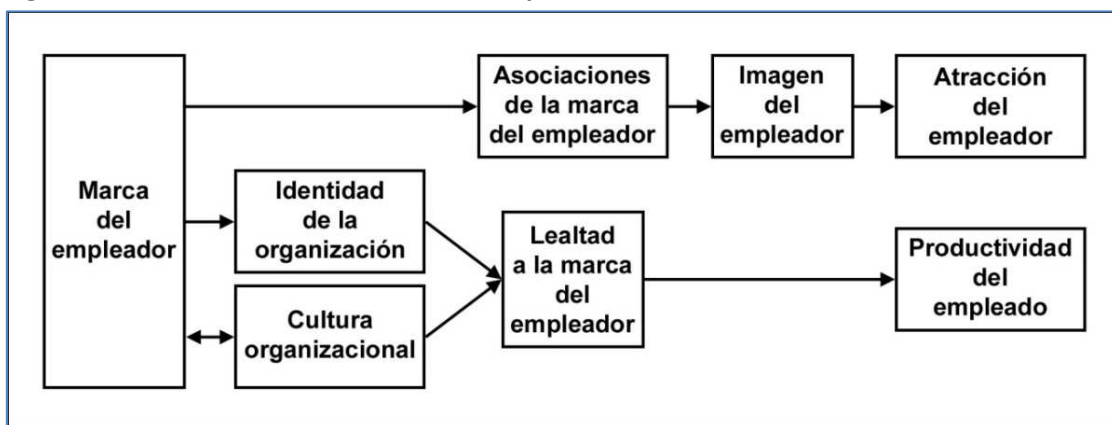 Marca
del
empleador
Asociaciones
de la marca
del empleador
Imagen
del
empleador
Atracción
del
empleador
Identidad
de la
organización
Cultura
organizacional
Lealtad
a la marca
del
empleador
Productividad
del
empleado